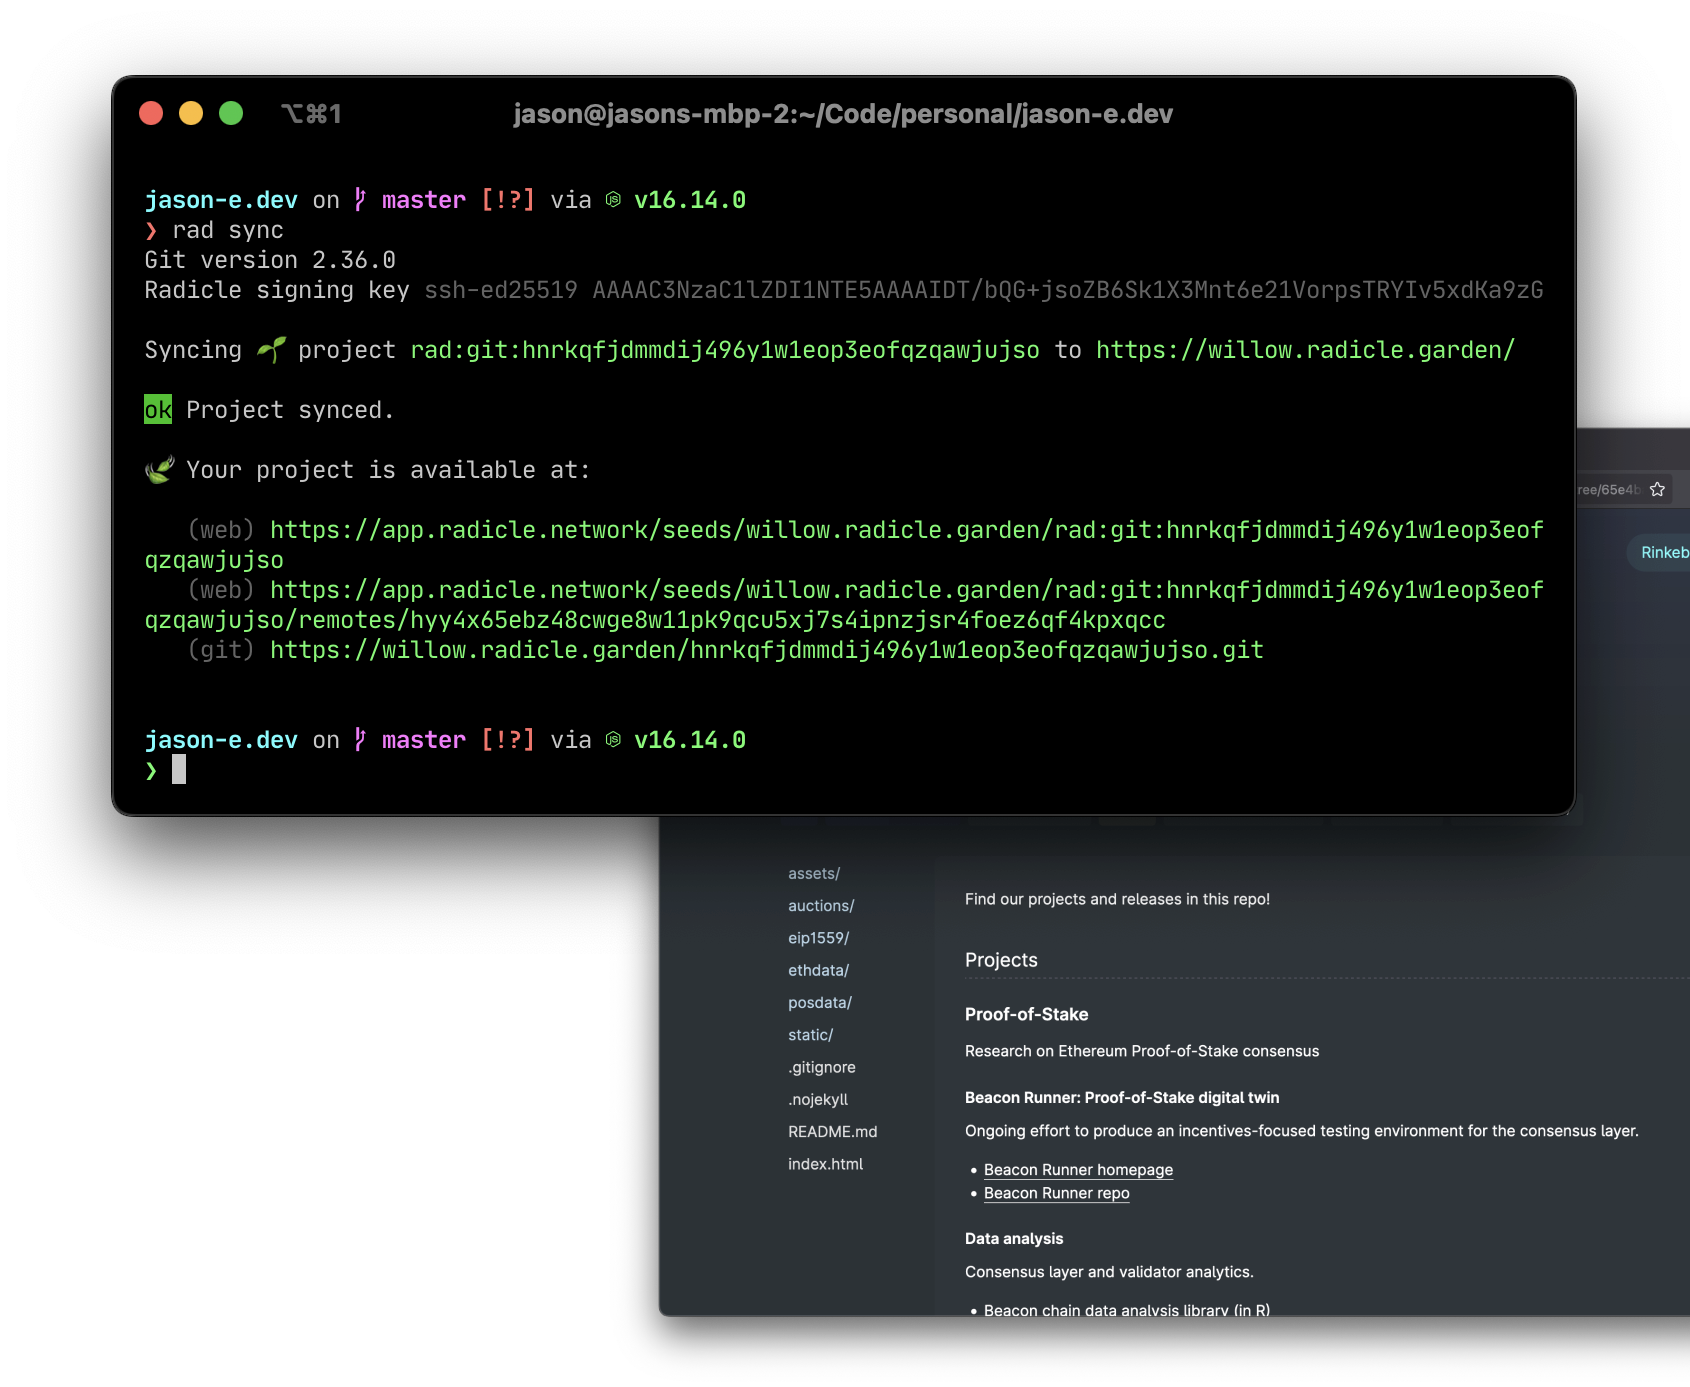 ⌥⌘1
jason@jasons-mbp-2:~/Code/personal/jason-e.dev
jason-e.dev on master [!?] via v16.14.0
❯ rad sync
Git version 2.36.0
Radicle signing key ssh-ed25519 AAAAC3NzaC1lZDI1NTE5AAAAIDT/bQG+jsoZB6Sk1X3Mnt6e21VorpsTRYIv5xdKa9zG
Syncing 🌱 project rad:git:hnrkqfjdmmdij496y1w1eop3eofqzqawjujso to https://willow.radicle.garden/
ok Project synced.
🌿 Your project is available at:
(web) https://app.radicle.network/seeds/willow.radicle.garden/rad:git:hnrkqfjdmmdij496y1w1eop3eof
qzqawjujso
(web) https://app.radicle.network/seeds/willow.radicle.garden/rad:git:hnrkqfjdmmdij496y1w1eop3eof
qzqawjujso/remotes/hyy4x65ebz48cwge8w11pk9qcu5xj7s4ipnzjsr4foez6qf4kpxqcc
(git) https://willow.radicle.garden/hnrkqfjdmmdij496y1w1eop3eofqzqawjujso.git
jason-e.dev on master [!?] via v16.14.0
❯
ree/65e4b
Rinkeb
assets/
auctions/
eip1559/
ethdata/
posdata/
static/
.gitignore
.nojekyll
README.md
index.html
Find our projects and releases in this repo!
Projects
Proof-of-Stake
Research on Ethereum Proof-of-Stake consensus
Beacon Runner: Proof-of-Stake digital twin
Ongoing effort to produce an incentives-focused testing environment for the consensus layer.
• Beacon Runner homepage
• Beacon Runner repo
Data analysis
Consensus layer and validator analytics.
• Beacon chain data analysis library (in R)